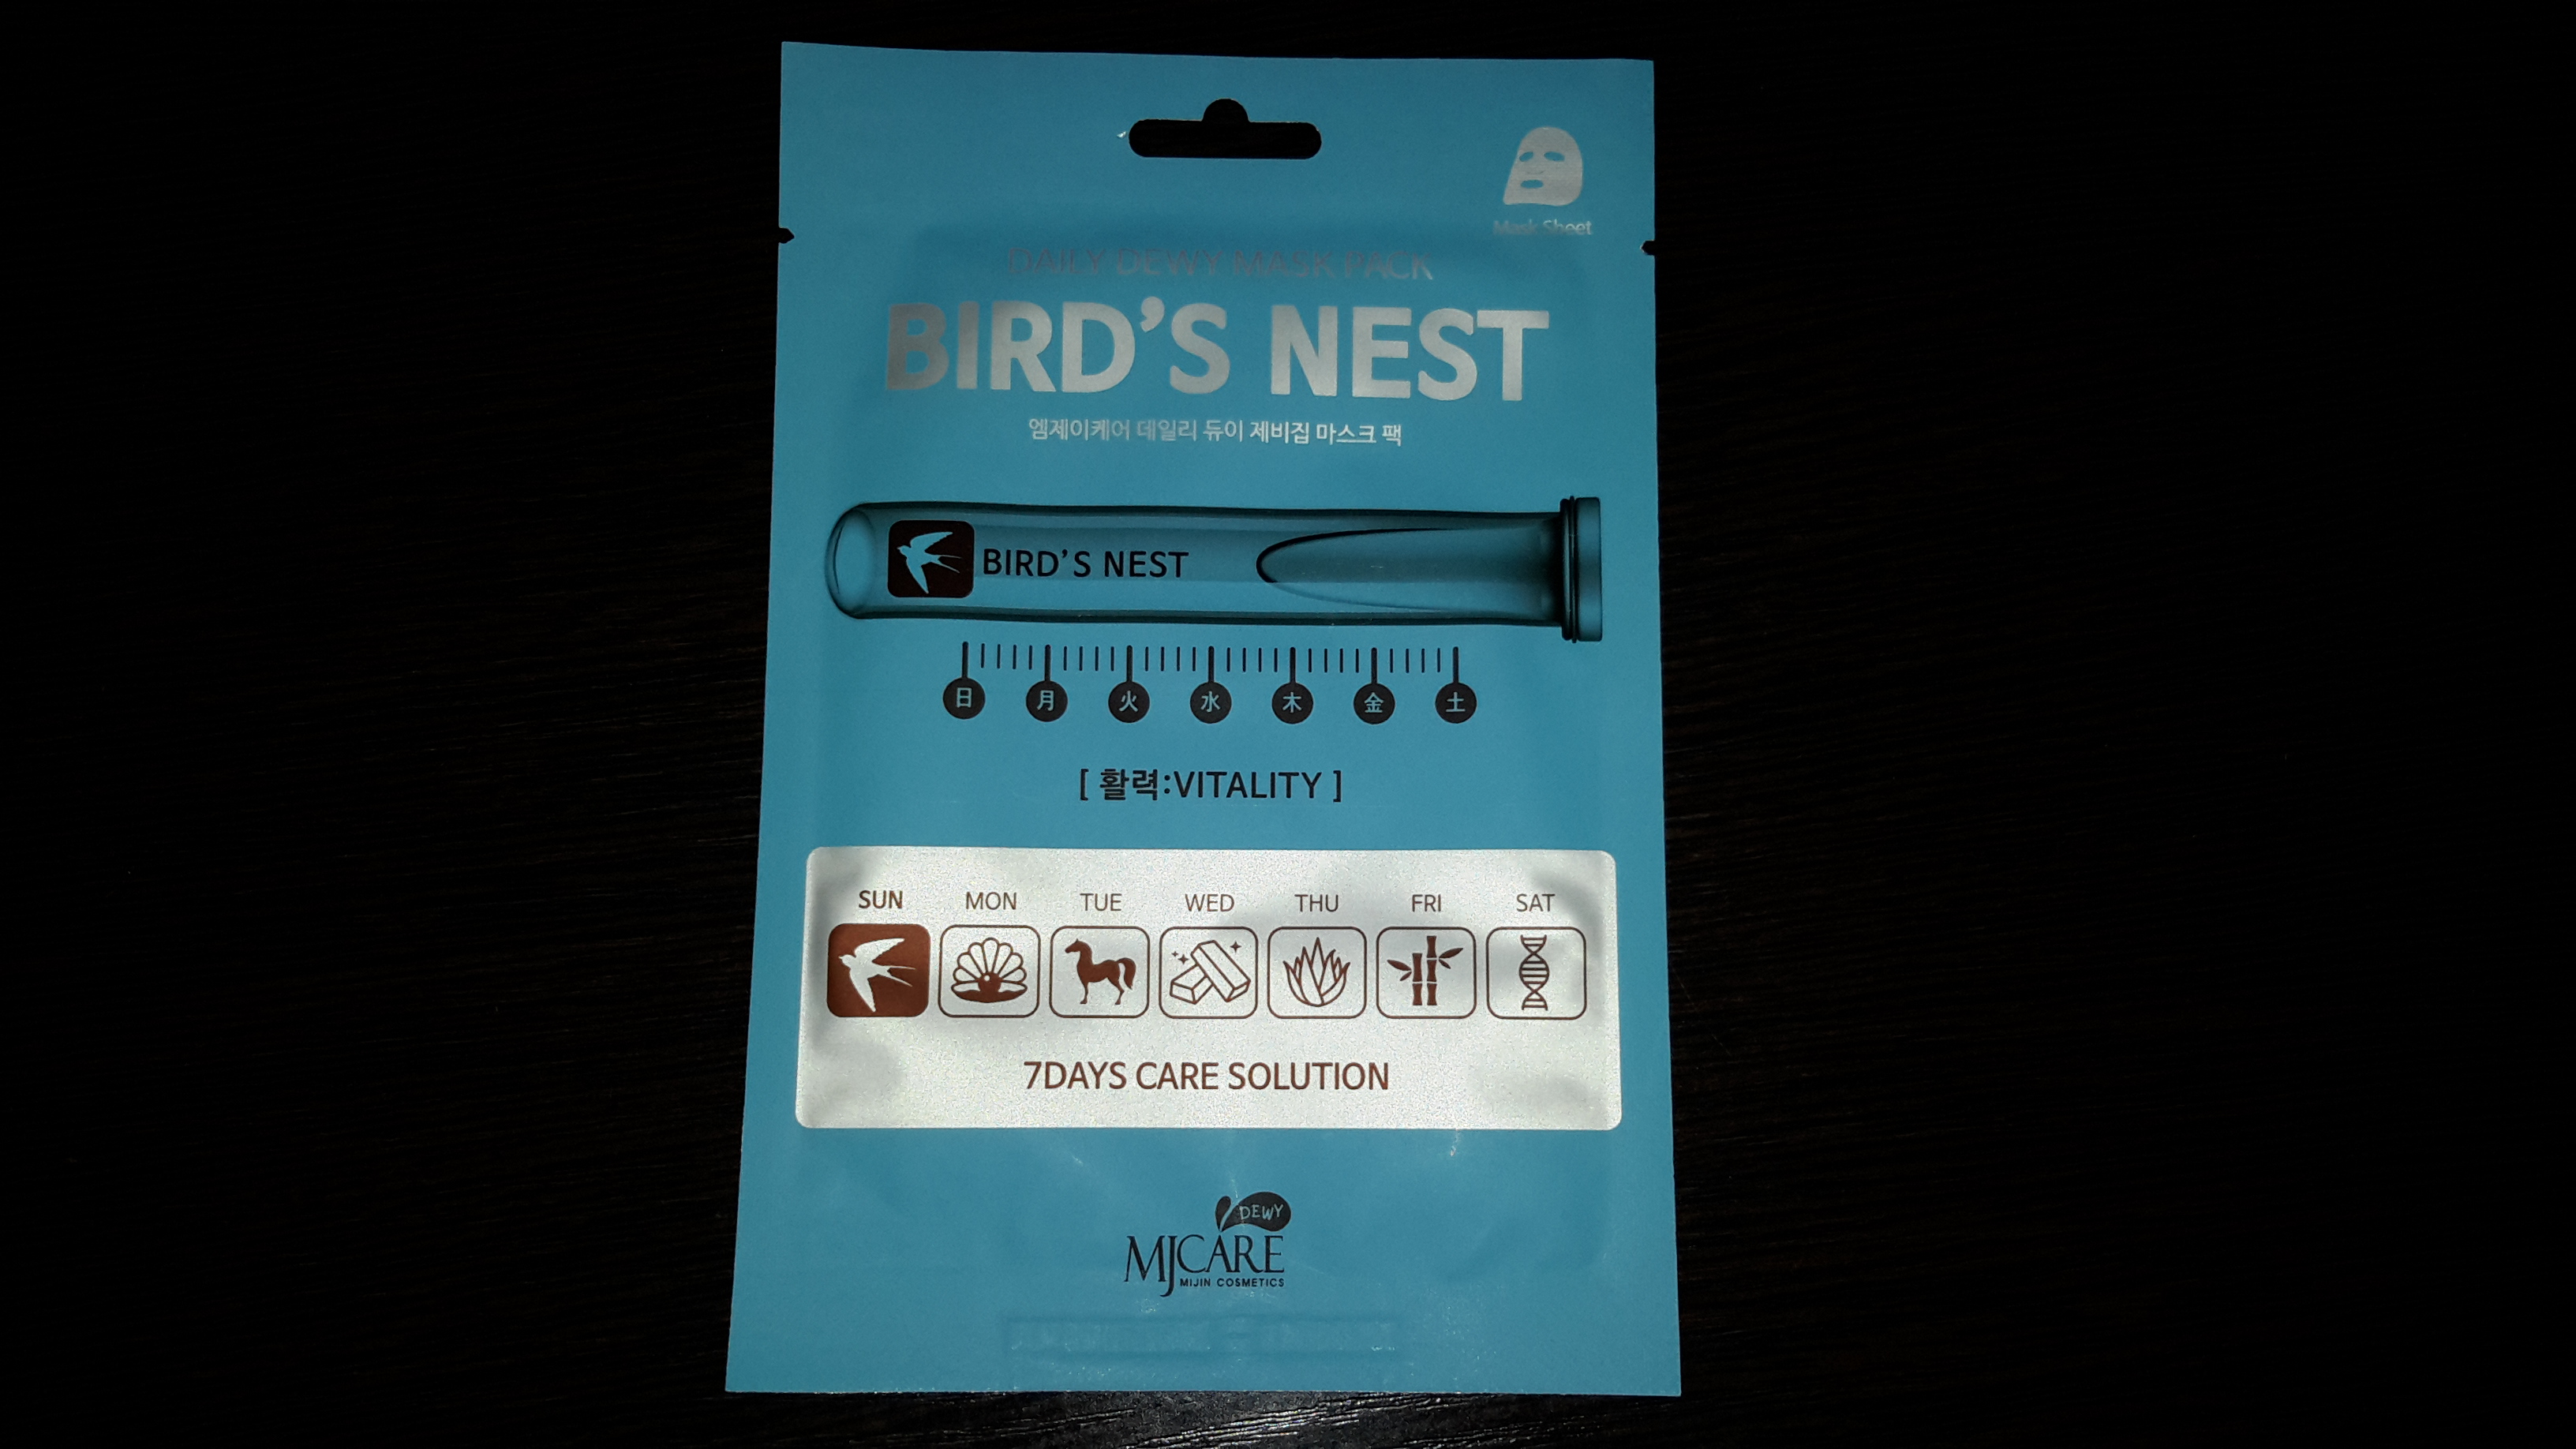 Mask Sheet
DAILY DEWY MASK PACK
BIRD'S NEST
엠제이케어 데일리 듀이 제비집 마스크 팩
BIRD'S NEST
日 月 火 水 木 金 土
[ 활력:VITALITY ]
SUN MON TUE WED THU FRI SAT
7DAYS CARE SOLUTION
DEWY
MJCARE
MIJIN COSMETICS